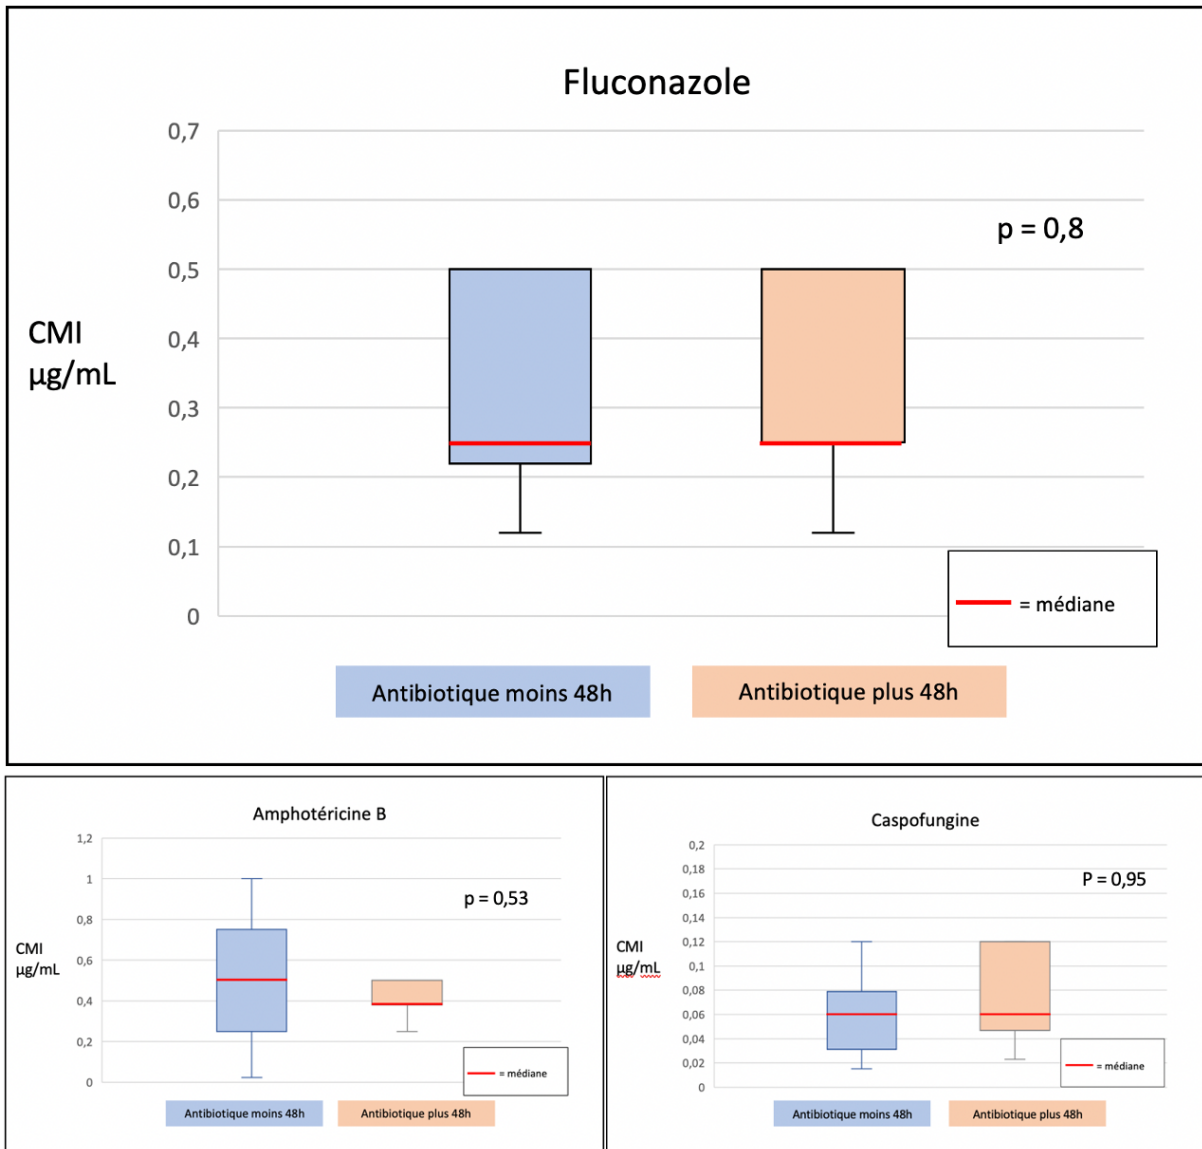 Fluconazole
0,7
0,6
p = 0,8
0,5
0,4
CMI
µg/mL
0,3
0,2
0,1
= médiane
0
Antibiotique moins 48h
Antibiotique plus 48h
Amphotéricine B
1,2
1
p = 0,53
0,8
CMI
µg/mL
0,6
0,4
0,2
= médiane
0
Antibiotique moins 48h
Antibiotique plus 48h
Caspofungine
0,2
0,18
P = 0,95
0,16
0,14
0,12
CMI
µg/mL
0,1
0,08
0,06
0,04
0,02
= médiane
0
Antibiotique moins 48h
Antibiotique plus 48h